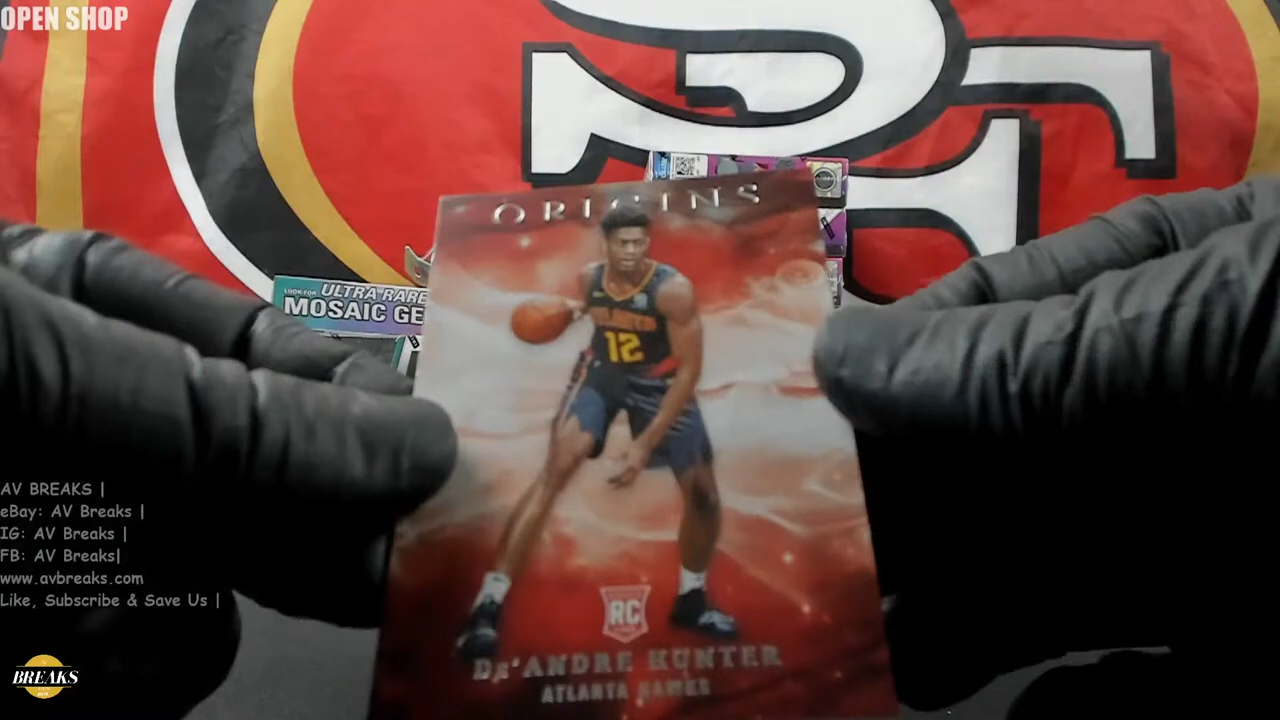 OPEN SHOP
ORIGINS
LOOK FOR ULTRA RARE
MOSAIC GE
ATLANTA
12
RC
DE'ANDRE HUNTER
ATLANTA HAWKS
AV BREAKS |
eBay: AV Breaks |
IG: AV Breaks |
FB: AV Breaks|
www.avbreaks.com
Like, Subscribe & Save Us |
BREAKS